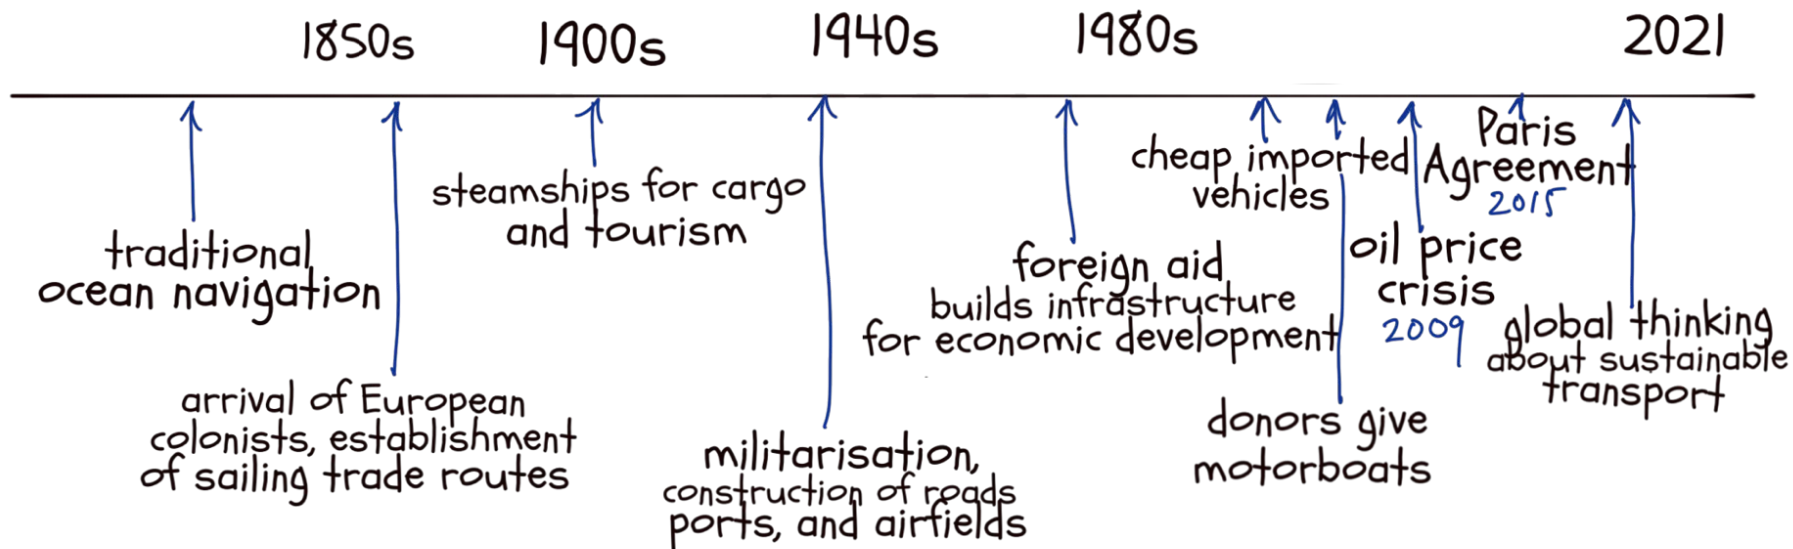 1850s
1900s
1940s
1980s
2021
traditional
ocean navigation
arrival of European
colonists, establishment
of sailing trade routes
steamships for cargo
and tourism
militarisation,
construction of roads
ports, and airfields
foreign aid
builds infrastructure
for economic development
cheap imported
vehicles
donors give
motorboats
oil price
crisis
2009
Paris
Agreement
2015
global thinking
about sustainable
transport